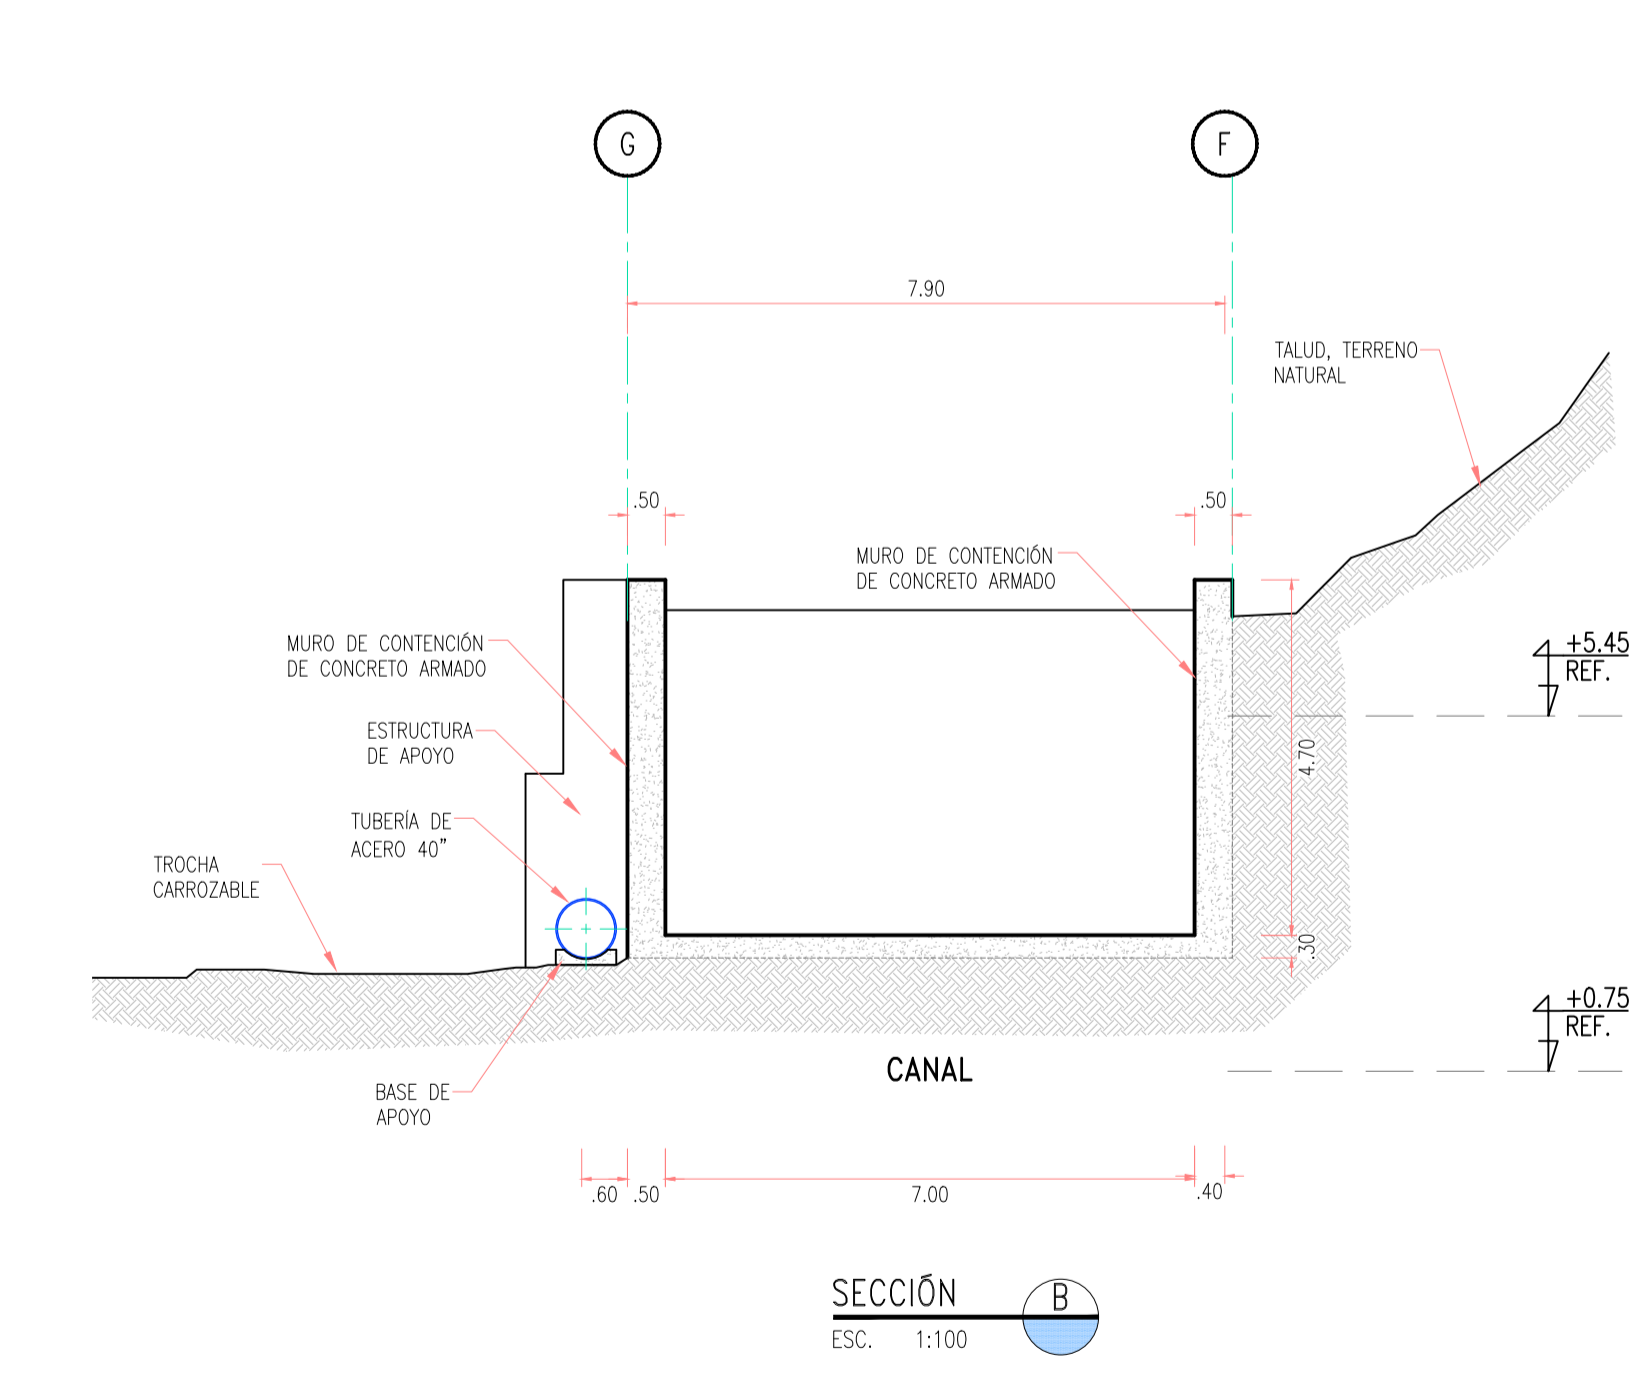 G
F
7.90
TALUD, TERRENO
NATURAL
.50
.50
MURO DE CONTENCIÓN
DE CONCRETO ARMADO
MURO DE CONTENCIÓN
DE CONCRETO ARMADO
+5.45
REF.
ESTRUCTURA
DE APOYO
4.70
TUBERÍA DE
ACERO 40"
TROCHA
CARROZABLE
.30
+0.75
REF.
CANAL
BASE DE
APOYO
.60
.50
7.00
.40
SECCIÓN
B
ESC. 1:100